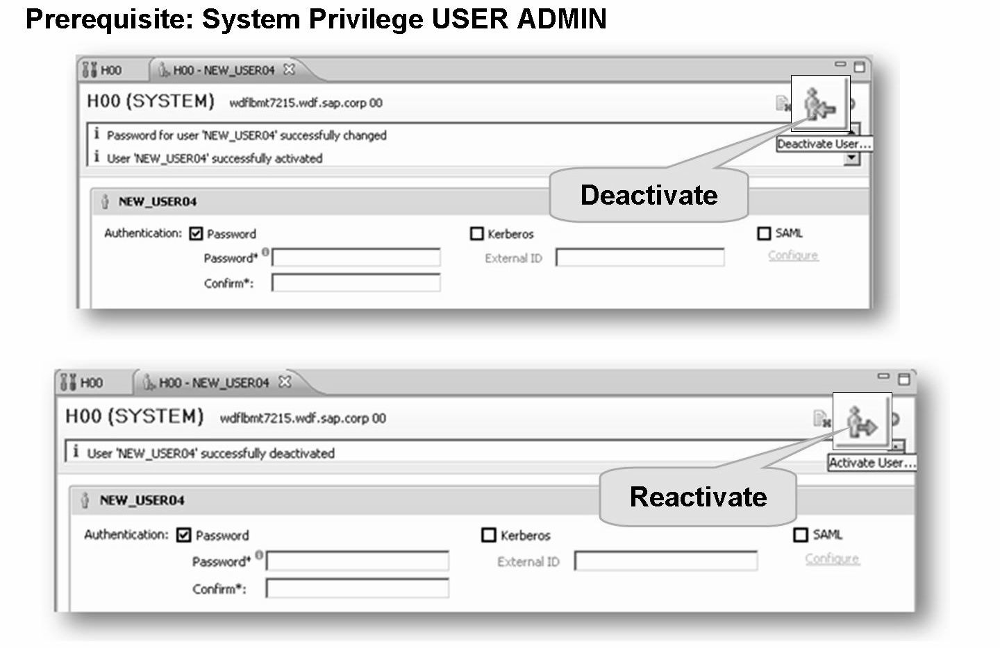 Prerequisite: System Privilege USER ADMIN
H00 H00 - NEW_USER04
H00 (SYSTEM) wdflbmt7215.wdf.sap.corp 00
i Password for user 'NEW_USER04' successfully changed
Deactivate User...
i User 'NEW_USER04' successfully activated
Deactivate
NEW_USER04
Authentication: Password Kerberos SAML
Password* External ID Configure
Confirm*:
H00 H00 - NEW_USER04
H00 (SYSTEM) wdflbmt7215.wdf.sap.corp 00
i User 'NEW_USER04' successfully deactivated
Activate User...
Reactivate
NEW_USER04
Authentication: Password Kerberos SAML
Password* External ID Configure
Confirm*: